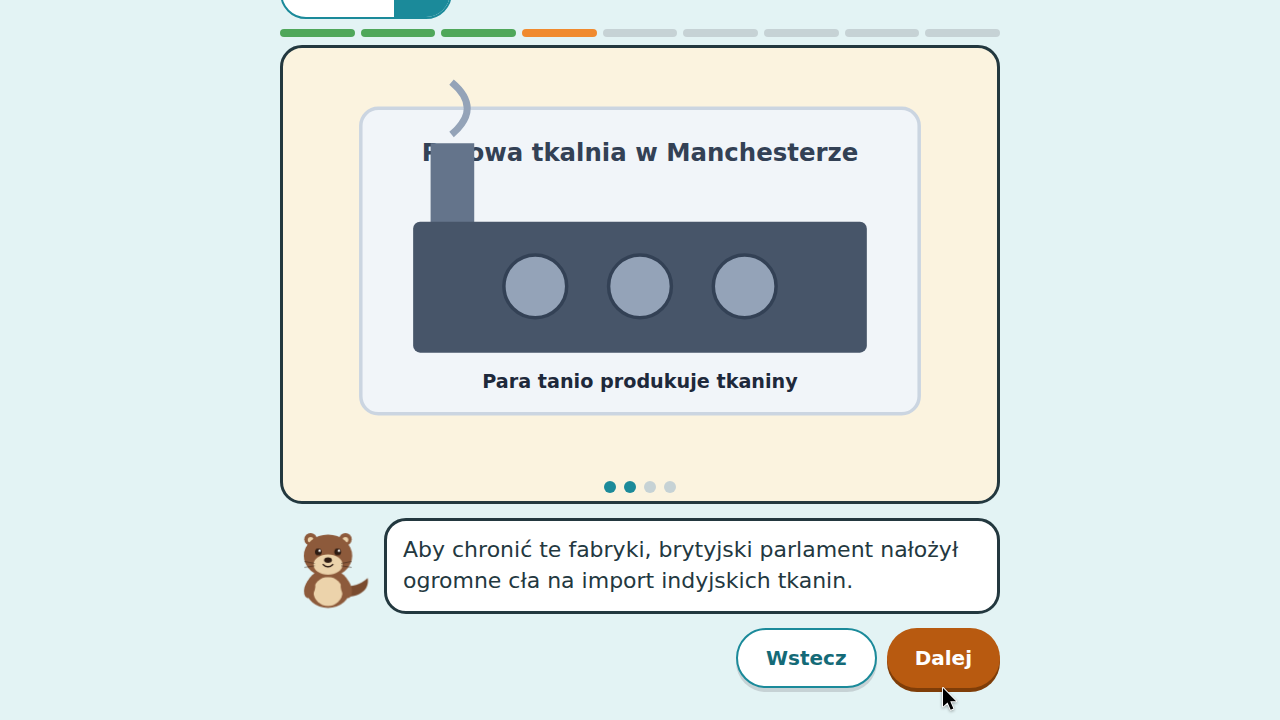 tkalnia w Manchesterze
Para tanio produkuje tkaniny
Aby chronić te fabryki, brytyjski parlament nałożył
ogromne cła na import indyjskich tkanin.
Wstecz
Dalej